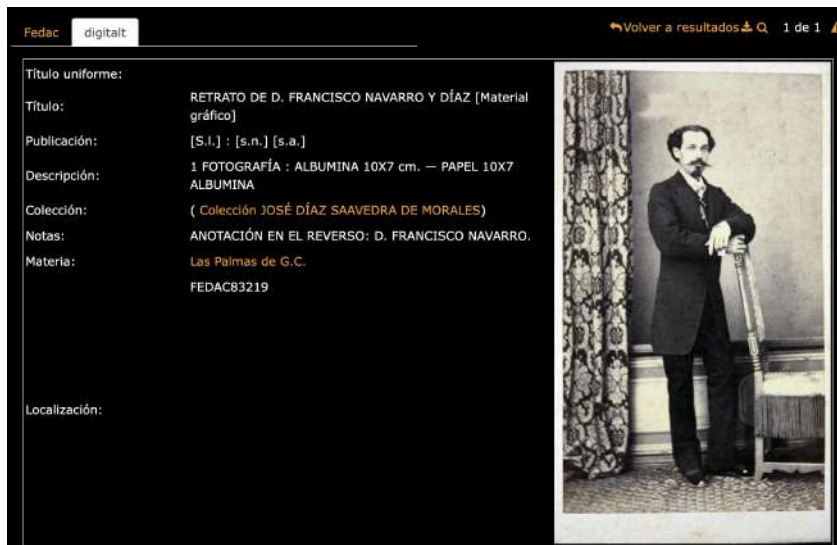 Fedac
digitalt
Volver a resultados
1 de 1
Título uniforme:
Título:
RETRATO DE D. FRANCISCO NAVARRO Y DÍAZ [Material
gráfico]
Publicación:
[S.l.] : [s.n.] [s.a.]
Descripción:
1 FOTOGRAFÍA : ALBUMINA 10X7 cm. — PAPEL 10X7
ALBUMINA
Colección:
( Colección JOSÉ DÍAZ SAAVEDRA DE MORALES)
Notas:
ANOTACIÓN EN EL REVERSO: D. FRANCISCO NAVARRO.
Materia:
Las Palmas de G.C.
FEDAC83219
Localización: